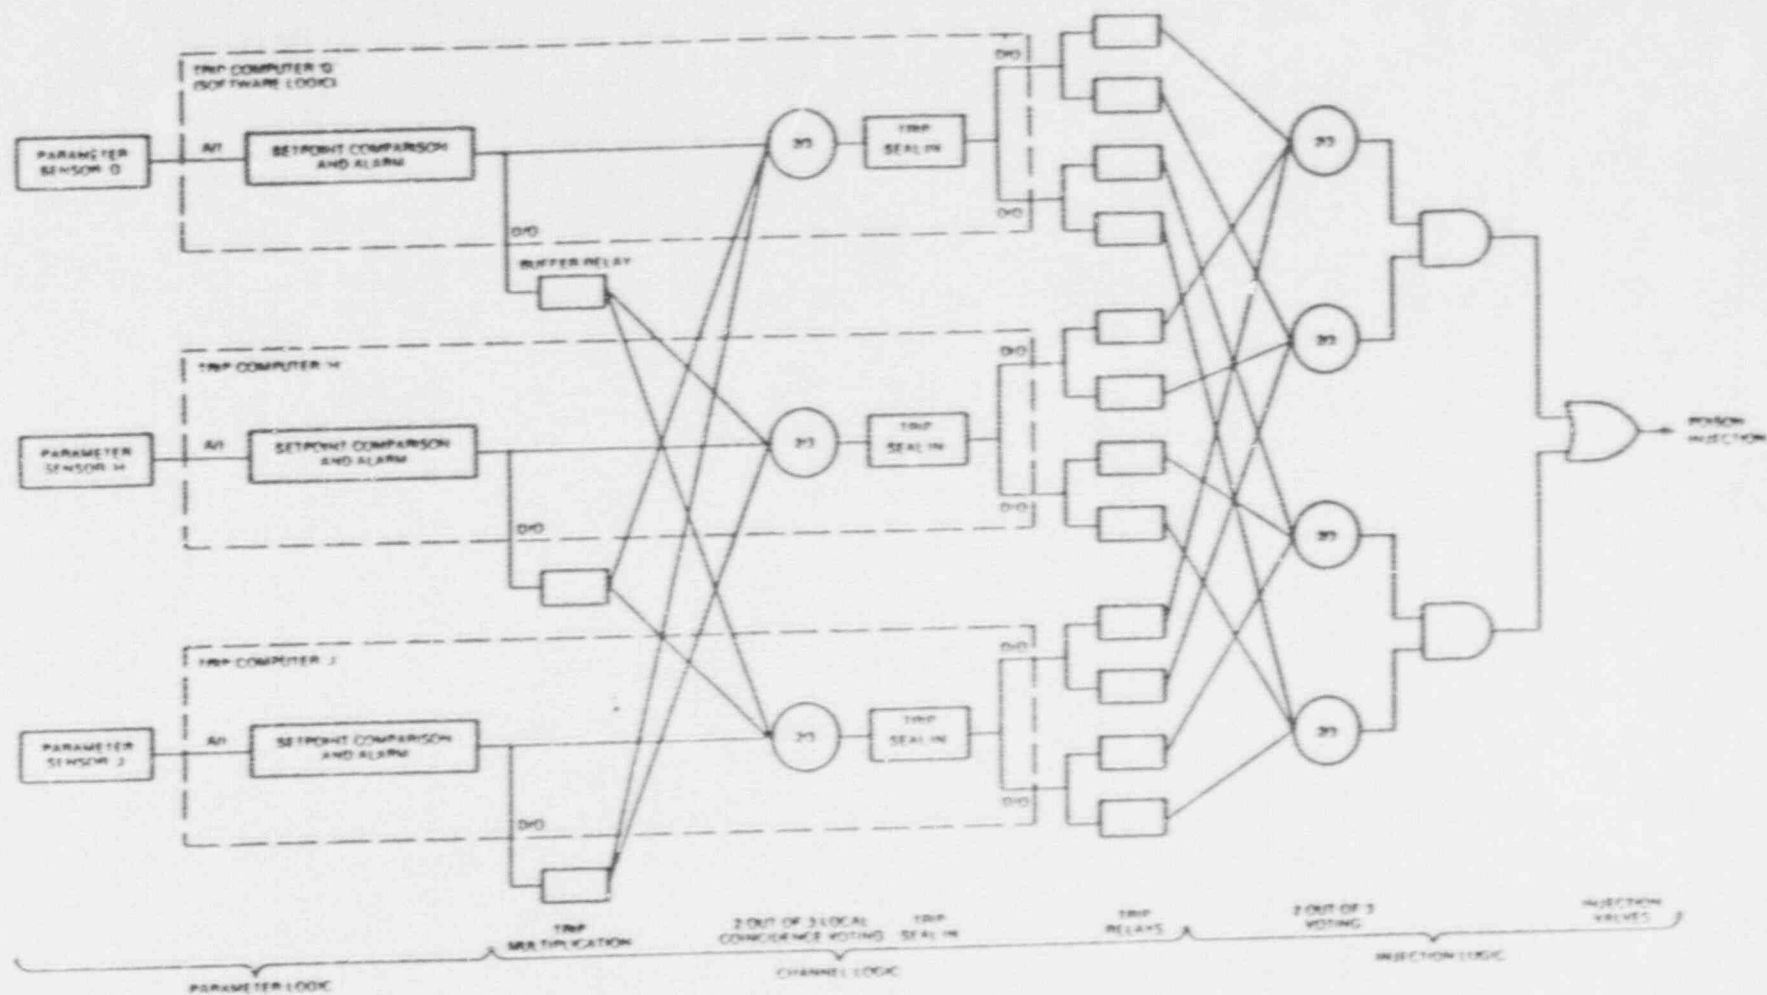 TRIP COMPUTER 'G'
(SOFTWARE LOGIC)
PARAMETER
SENSOR G
A/I
SETPOINT COMPARISON
AND ALARM
D/O
BUFFER RELAY
2/3
TRIP
SEAL IN
D/O
D/O
2/3
2/3
TRIP COMPUTER 'H'
PARAMETER
SENSOR H
A/I
SETPOINT COMPARISON
AND ALARM
D/O
2/3
TRIP
SEAL IN
D/O
D/O
POISON
INJECTION
TRIP COMPUTER 'J'
PARAMETER
SENSOR J
A/I
SETPOINT COMPARISON
AND ALARM
D/O
2/3
TRIP
SEAL IN
D/O
D/O
2/3
2/3
TRIP
MULTIPLICATION
2 OUT OF 3 LOCAL
COINCIDENCE VOTING
TRIP
SEAL IN
TRIP
RELAYS
2 OUT OF 3
VOTING
INJECTION
VALVES
PARAMETER LOGIC
CHANNEL LOGIC
INJECTION LOGIC